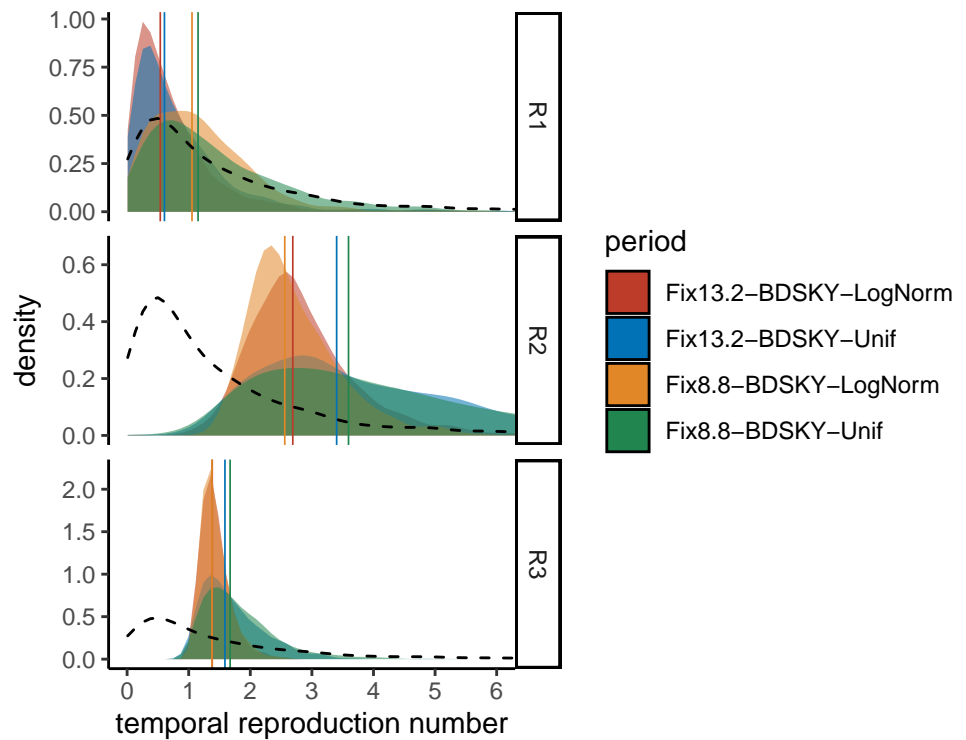 1.00
0.75
0.50
0.25
0.00
R1
0.6
0.4
0.2
0.0
R2
2.0
1.5
1.0
0.5
0.0
R3
density
0 1 2 3 4 5 6
temporal reproduction number
period
Fix13.2−BDSKY−LogNorm
Fix13.2−BDSKY−Unif
Fix8.8−BDSKY−LogNorm
Fix8.8−BDSKY−Unif